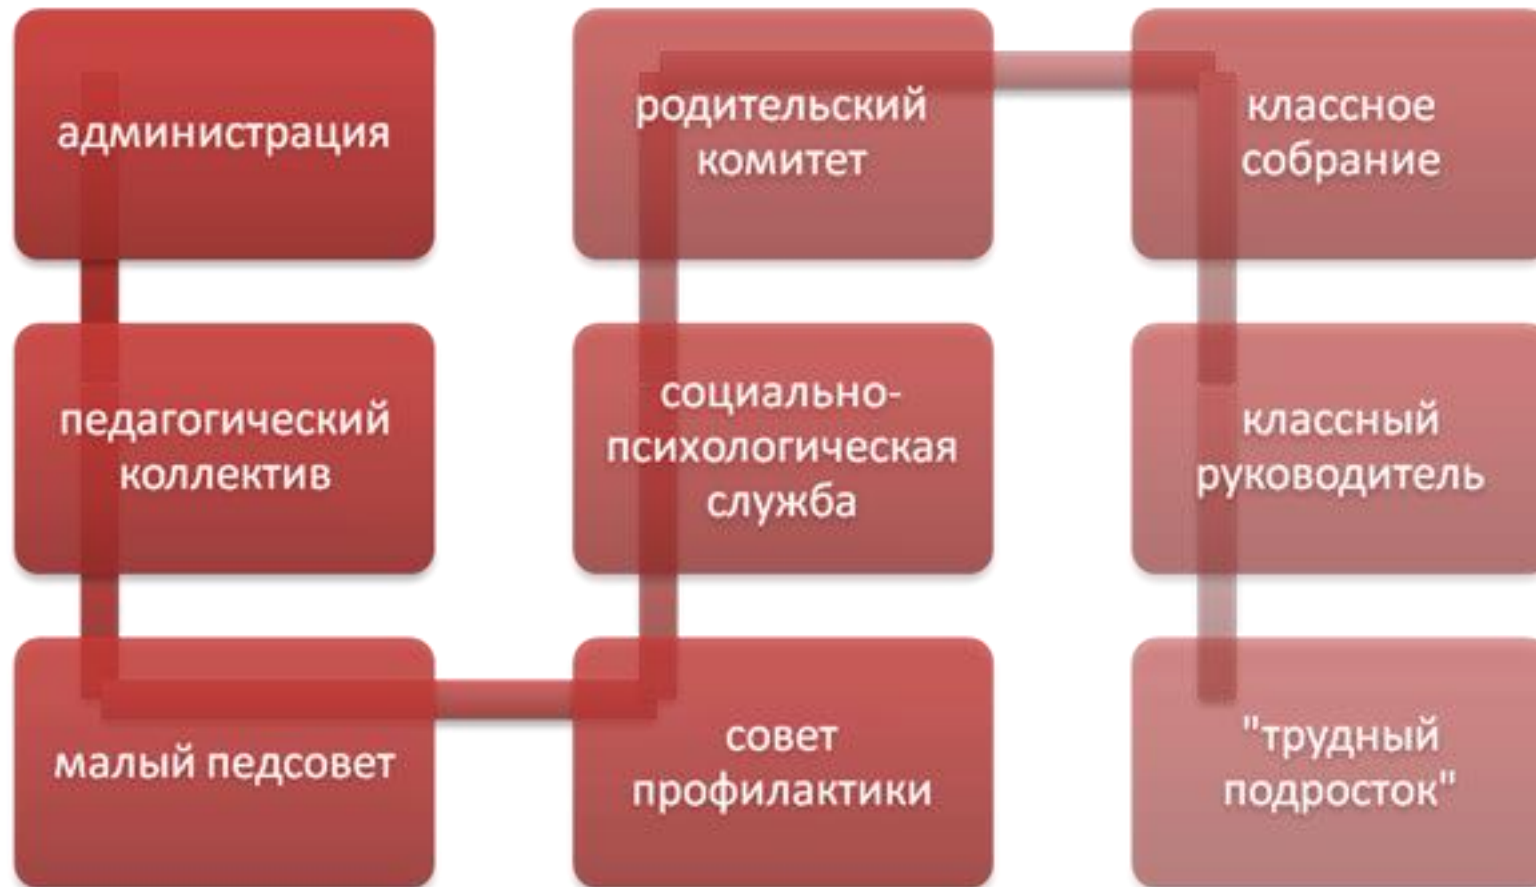 администрация
педагогический
коллектив
малый педсовет
совет
профилактики
социально-
психологическая
служба
родительский
комитет
классное
собрание
классный
руководитель
"трудный
подросток"